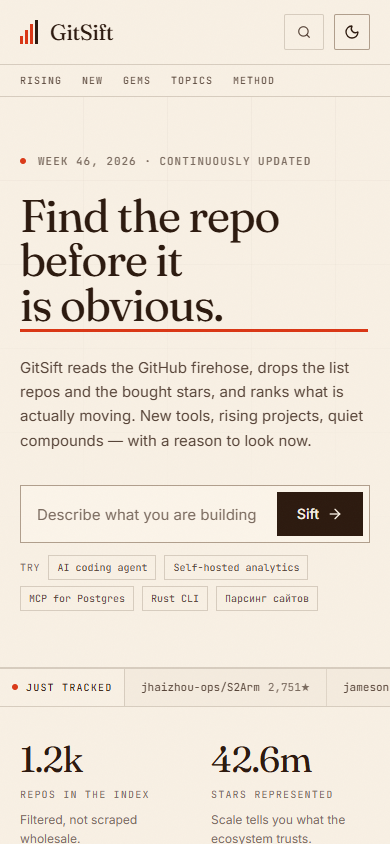 GitSift
RISING NEW GEMS TOPICS METHOD
WEEK 46, 2026 · CONTINUOUSLY UPDATED
Find the repo
before it
is obvious.
GitSift reads the GitHub firehose, drops the list
repos and the bought stars, and ranks what is
actually moving. New tools, rising projects, quiet
compounds — with a reason to look now.
Describe what you are building Sift →
TRY AI coding agent Self-hosted analytics
MCP for Postgres Rust CLI Парсинг сайтов
JUST TRACKED jhaizhou-ops/S2Arm 2,751★ jameson
1.2k 42.6m
REPOS IN THE INDEX STARS REPRESENTED
Filtered, not scraped Scale tells you what the
wholesale. ecosystem trusts.